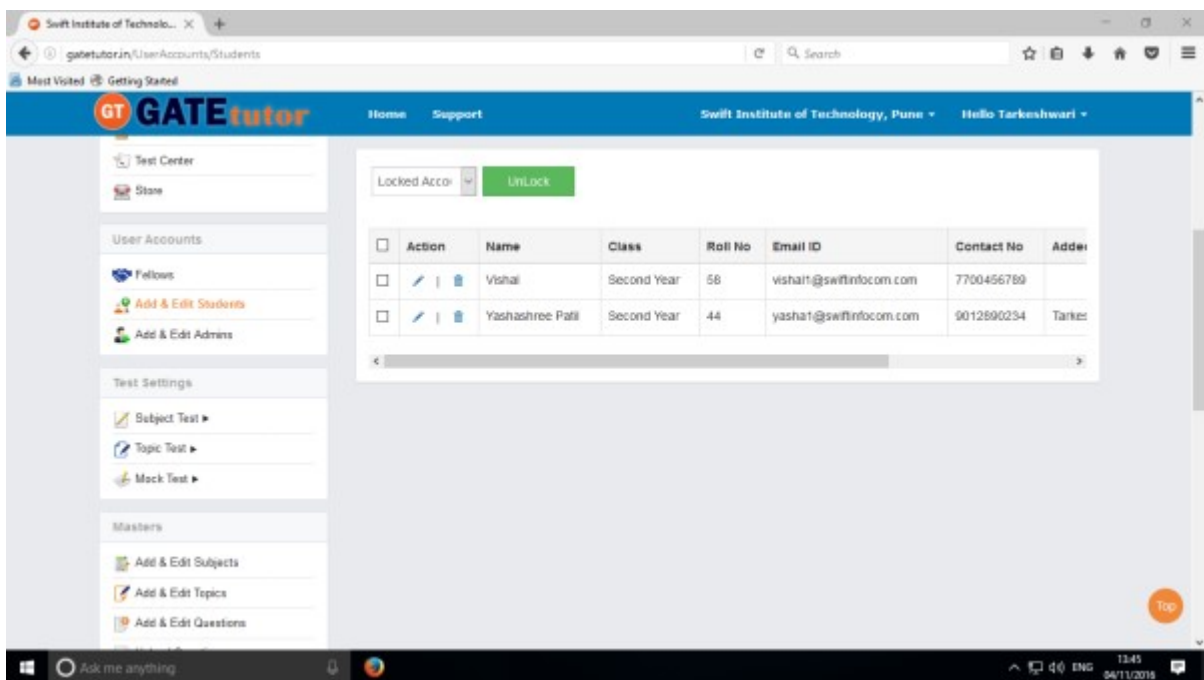 Swift Institute of Technolo...
gatetutor.in/UserAccounts/Students
Search
Most Visited Getting Started
GT GATEtutor Home Support Swift Institute of Technology, Pune Hello Tarkeshwari
Test Center
Store
Locked Acco UnLock
User Accounts
Fellows
Add & Edit Students
Add & Edit Admins
Action Name Class Roll No Email ID Contact No Added
Vishal Second Year 58 vishal1@swiftinfocom.com 7700456789
Yashashree Patil Second Year 44 yasha1@swiftinfocom.com 9012890234 Tarkes
Test Settings
Subject Test
Topic Test
Mock Test
Masters
Add & Edit Subjects
Add & Edit Topics
Add & Edit Questions
Top
Ask me anything
ENG
13:45
04/11/2016